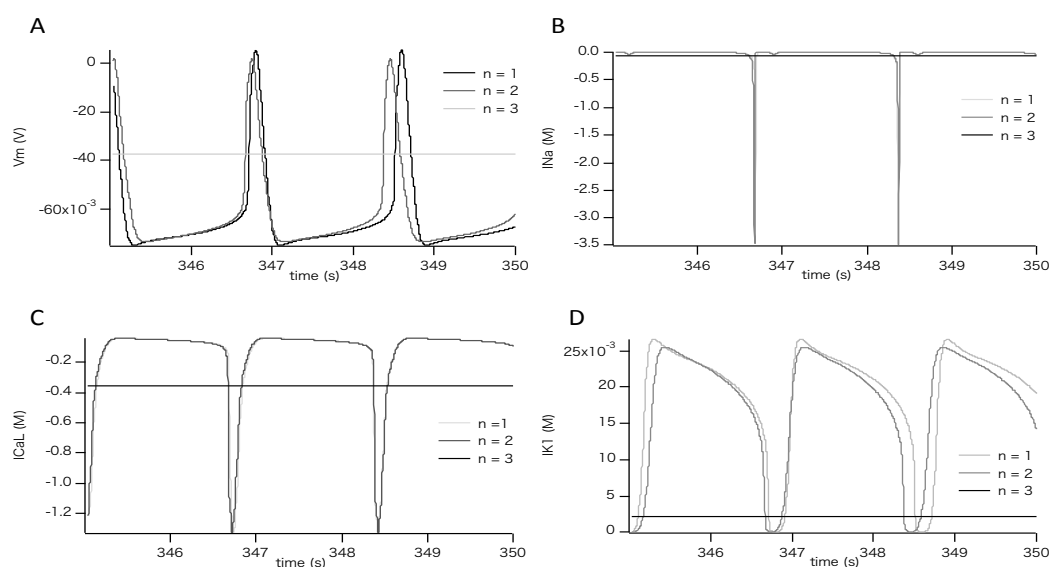 A
Vm (V)
0
-20
-40
-60x10-3
n = 1
n = 2
n = 3
346
347
348
349
350
time (s)
B
INa (M)
0.0
-0.5
-1.0
-1.5
-2.0
-2.5
-3.0
-3.5
n = 1
n = 2
n = 3
346
347
348
349
350
time (s)
C
ICaL (M)
-0.2
-0.4
-0.6
-0.8
-1.0
-1.2
n =1
n = 2
n = 3
346
347
348
349
350
time (s)
D
IK1 (M)
25x10-3
20
15
10
5
0
n = 1
n = 2
n = 3
346
347
348
349
350
time (s)